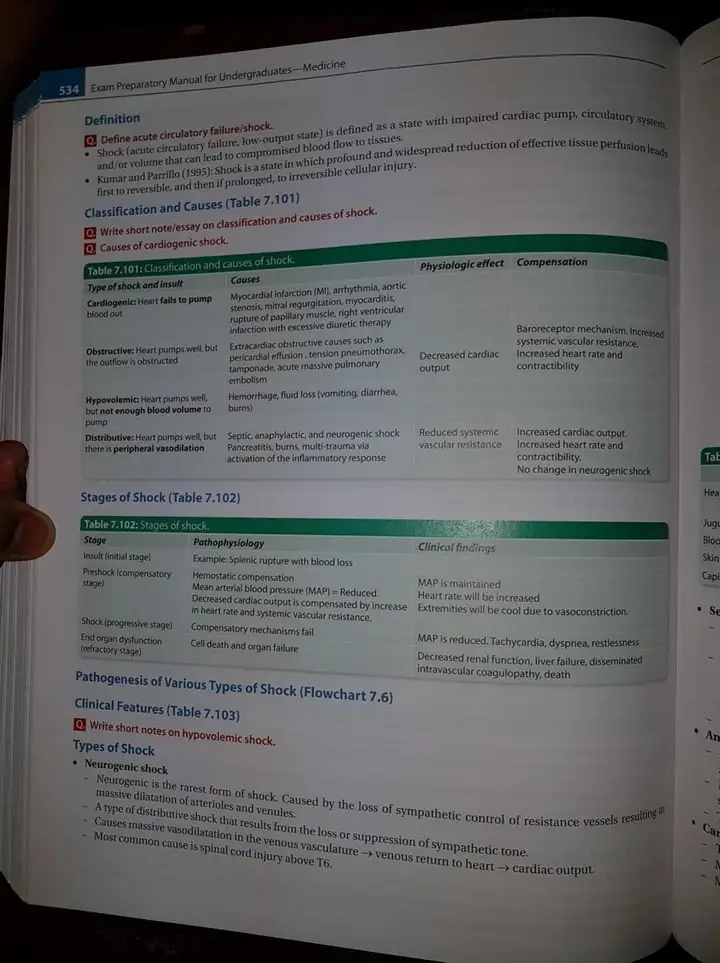 534
Exam Preparatory Manual for Undergraduates—Medicine
Definition
Q. Define acute circulatory failure/shock.
• Shock (acute circulatory failure, low-output state) is defined as a state with impaired cardiac pump, circulatory system,
and/or volume that can lead to compromised blood flow to tissues.
• Kumar and Parrillo (1995): Shock is a state in which profound and widespread reduction of effective tissue perfusion leads
first to reversible, and then if prolonged, to irreversible cellular injury.
Classification and Causes (Table 7.101)
Q. Write short note/essay on classification and causes of shock.
Q. Causes of cardiogenic shock.
Table 7.101: Classification and causes of shock.
Type of shock and insult
Causes
Physiologic effect
Compensation
Cardiogenic: Heart fails to pump
blood out
Myocardial infarction (MI), arrhythmia, aortic
stenosis, mitral regurgitation, myocarditis,
rupture of papillary muscle, right ventricular
infarction with excessive diuretic therapy
Obstructive: Heart pumps well, but
the outflow is obstructed
Extracardiac obstructive causes such as
pericardial effusion , tension pneumothorax,
tamponade, acute massive pulmonary
embolism
Hypovolemic: Heart pumps well,
but not enough blood volume to
pump
Hemorrhage, fluid loss (vomiting, diarrhea,
burns)
Decreased cardiac
output
Baroreceptor mechanism. Increased
systemic vascular resistance.
Increased heart rate and
contractibility
Distributive: Heart pumps well, but
there is peripheral vasodilation
Septic, anaphylactic, and neurogenic shock
Pancreatitis, burns, multi-trauma via
activation of the inflammatory response
Reduced systemic
vascular resistance
Increased cardiac output.
Increased heart rate and
contractibility.
No change in neurogenic shock
Stages of Shock (Table 7.102)
Table 7.102: Stages of shock.
Stage
Pathophysiology
Clinical findings
Insult (initial stage)
Example: Splenic rupture with blood loss
Preshock (compensatory
stage)
Hemostatic compensation
Mean arterial blood pressure (MAP) = Reduced.
Decreased cardiac output is compensated by increase
in heart rate and systemic vascular resistance.
MAP is maintained
Heart rate will be increased
Extremities will be cool due to vasoconstriction.
Shock (progressive stage)
Compensatory mechanisms fail
MAP is reduced. Tachycardia, dyspnea, restlessness
End organ dysfunction
(refractory stage)
Cell death and organ failure
Decreased renal function, liver failure, disseminated
intravascular coagulopathy, death
Pathogenesis of Various Types of Shock (Flowchart 7.6)
Clinical Features (Table 7.103)
Q. Write short notes on hypovolemic shock.
Types of Shock
• Neurogenic shock
– Neurogenic is the rarest form of shock. Caused by the loss of sympathetic control of resistance vessels resulting in
massive dilatation of arterioles and venules.
– A type of distributive shock that results from the loss or suppression of sympathetic tone.
– Causes massive vasodilatation in the venous vasculature → venous return to heart → cardiac output.
– Most common cause is spinal cord injury above T6.
Tab
Hea
Jugu
Bloo
Skin
Capi
• Se
• An
• Car